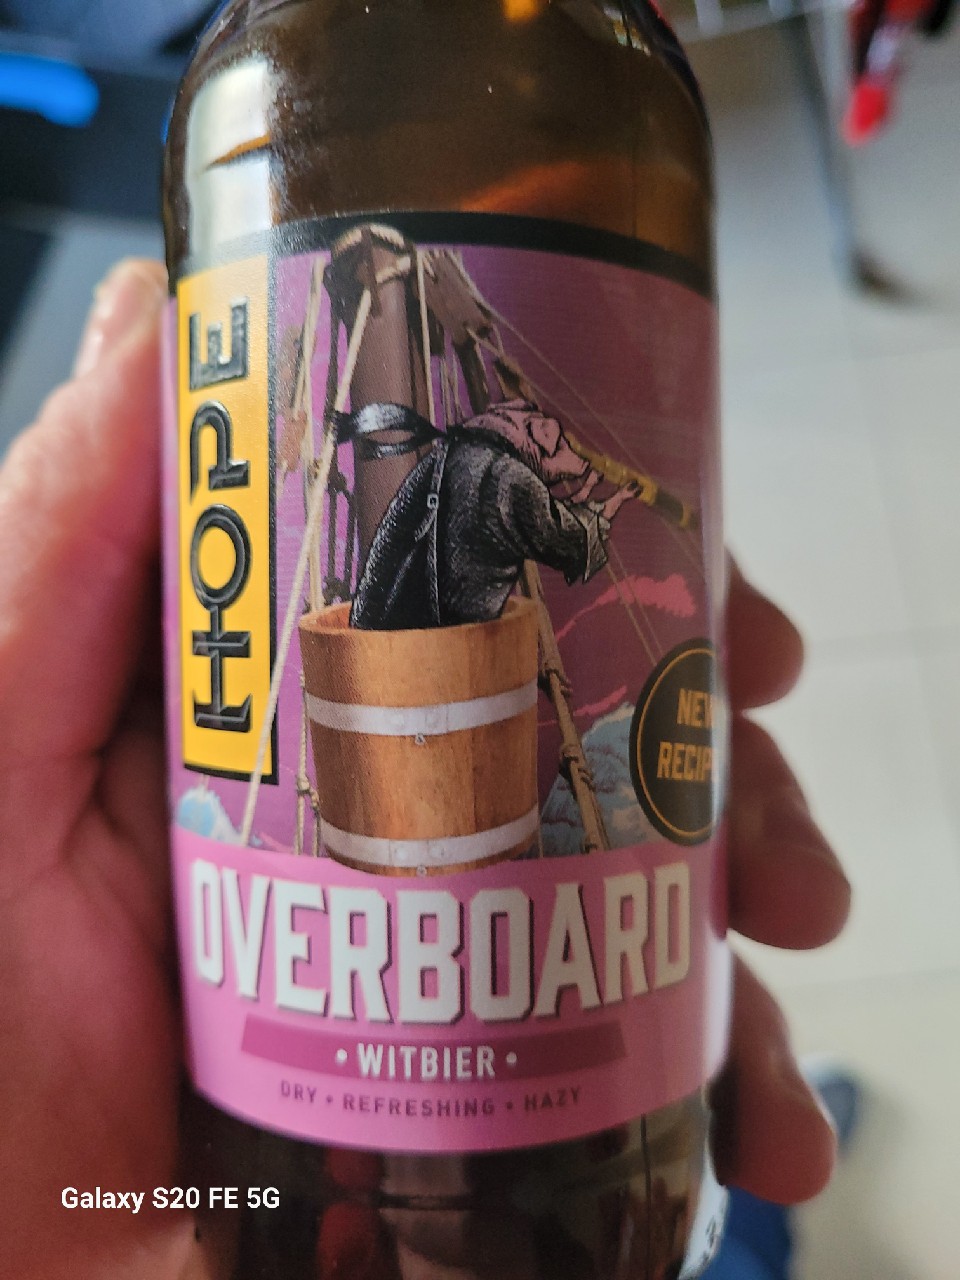 HOPE
NEW
RECIPE
OVERBOARD
• WITBIER •
DRY • REFRESHING • HAZY
Galaxy S20 FE 5G